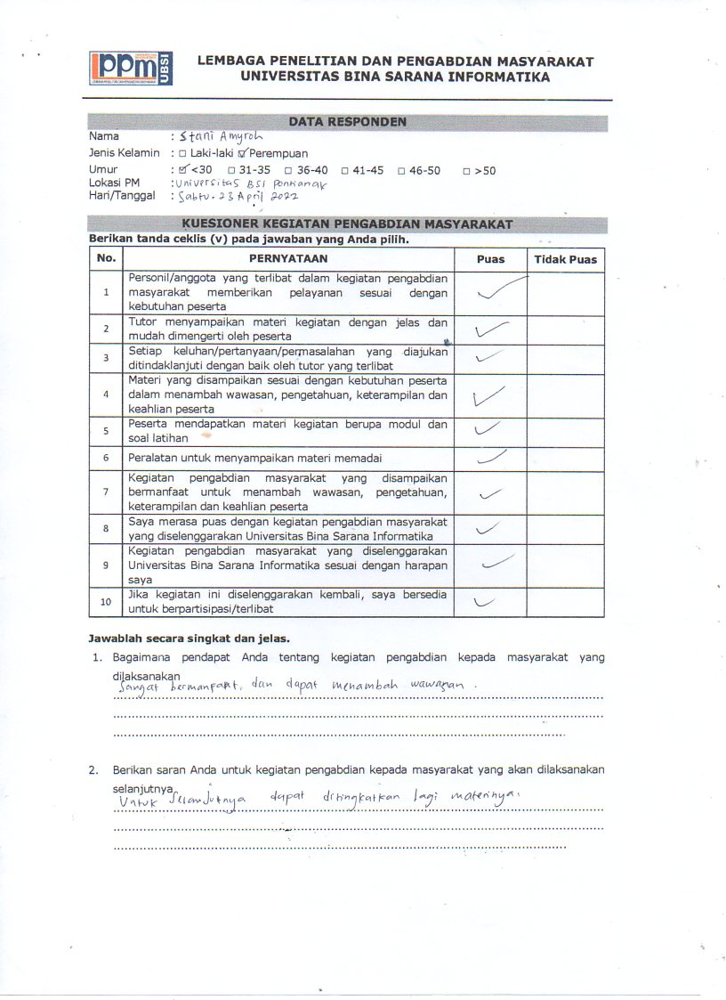 lppm UBSI
LEMBAGA PENELITIAN DAN PENGABDIAN MASYARAKAT
UNIVERSITAS BINA SARANA INFORMATIKA
DATA RESPONDEN
Nama : Stani Amyroh
Jenis Kelamin : ☐ Laki-laki ☑ Perempuan
Umur : ☑ <30 ☐ 31-35 ☐ 36-40 ☐ 41-45 ☐ 46-50 ☐ >50
Lokasi PM : Universitas BSI Pontianak
Hari/Tanggal : Sabtu. 23 April 2022
KUESIONER KEGIATAN PENGABDIAN MASYARAKAT
Berikan tanda ceklis (v) pada jawaban yang Anda pilih.
No. PERNYATAAN Puas Tidak Puas
Personil/anggota yang terlibat dalam kegiatan pengabdian
1 masyarakat memberikan pelayanan sesuai dengan ✓
kebutuhan peserta
2 Tutor menyampaikan materi kegiatan dengan jelas dan ✓
mudah dimengerti oleh peserta
3 Setiap keluhan/pertanyaan/permasalahan yang diajukan ✓
ditindaklanjuti dengan baik oleh tutor yang terlibat
Materi yang disampaikan sesuai dengan kebutuhan peserta
4 dalam menambah wawasan, pengetahuan, keterampilan dan ✓
keahlian peserta
5 Peserta mendapatkan materi kegiatan berupa modul dan ✓
soal latihan
6 Peralatan untuk menyampaikan materi memadai ✓
Kegiatan pengabdian masyarakat yang disampaikan
7 bermanfaat untuk menambah wawasan, pengetahuan, ✓
keterampilan dan keahlian peserta
8 Saya merasa puas dengan kegiatan pengabdian masyarakat ✓
yang diselenggarakan Universitas Bina Sarana Informatika
Kegiatan pengabdian masyarakat yang diselenggarakan
9 Universitas Bina Sarana Informatika sesuai dengan harapan ✓
saya
10 Jika kegiatan ini diselenggarakan kembali, saya bersedia ✓
untuk berpartisipasi/terlibat
Jawablah secara singkat dan jelas.
1. Bagaimana pendapat Anda tentang kegiatan pengabdian kepada masyarakat yang
dilaksanakan
Sangat bermanfaat. dan dapat menambah wawasan.
2. Berikan saran Anda untuk kegiatan pengabdian kepada masyarakat yang akan dilaksanakan
selanjutnya
Untuk selanjutnya dapat ditingkatkan lagi materinya.